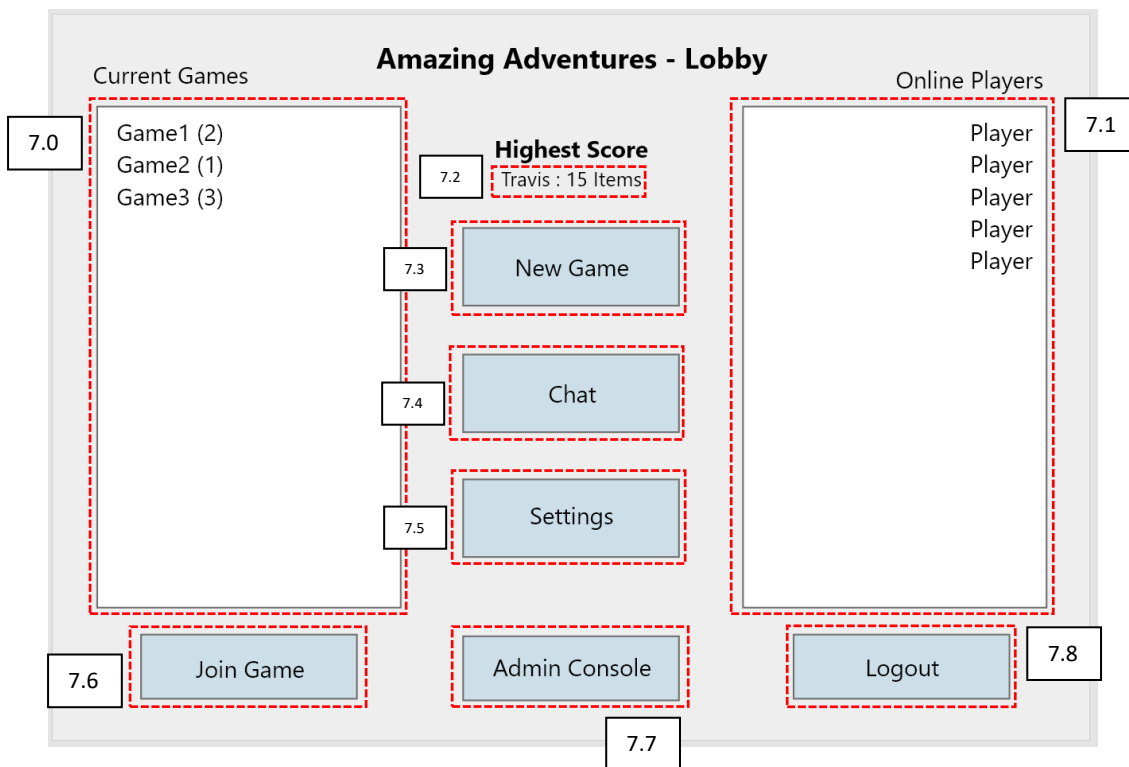 Amazing Adventures - Lobby
Current Games
Online Players
7.0
7.1
Game1 (2)
Game2 (1)
Game3 (3)
Highest Score
7.2
Travis : 15 Items
Player
Player
Player
Player
Player
7.3
New Game
7.4
Chat
7.5
Settings
7.6
Join Game
Admin Console
7.7
Logout
7.8